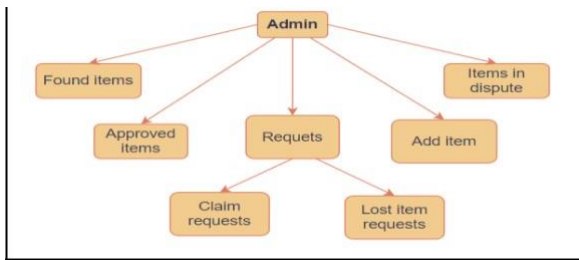 Admin
Found items
Items in
dispute
Approved
items
Requets
Add item
Claim
requests
Lost item
requests